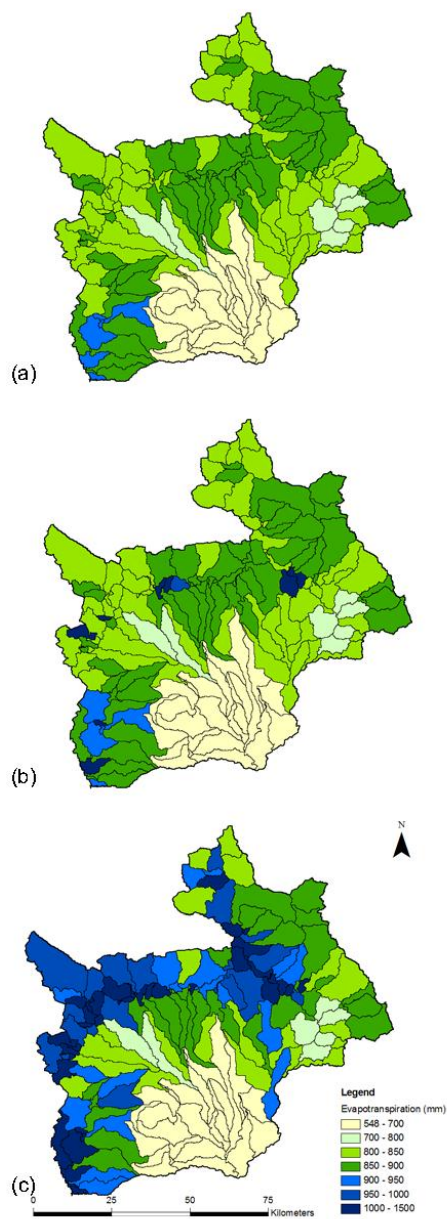 (a)
(b)
N
(c)
Legend
Evapotranspiration (mm)
548 - 700
700 - 800
800 - 850
850 - 900
900 - 950
950 - 1000
1000 - 1500
0 25 50 75
Kilometers